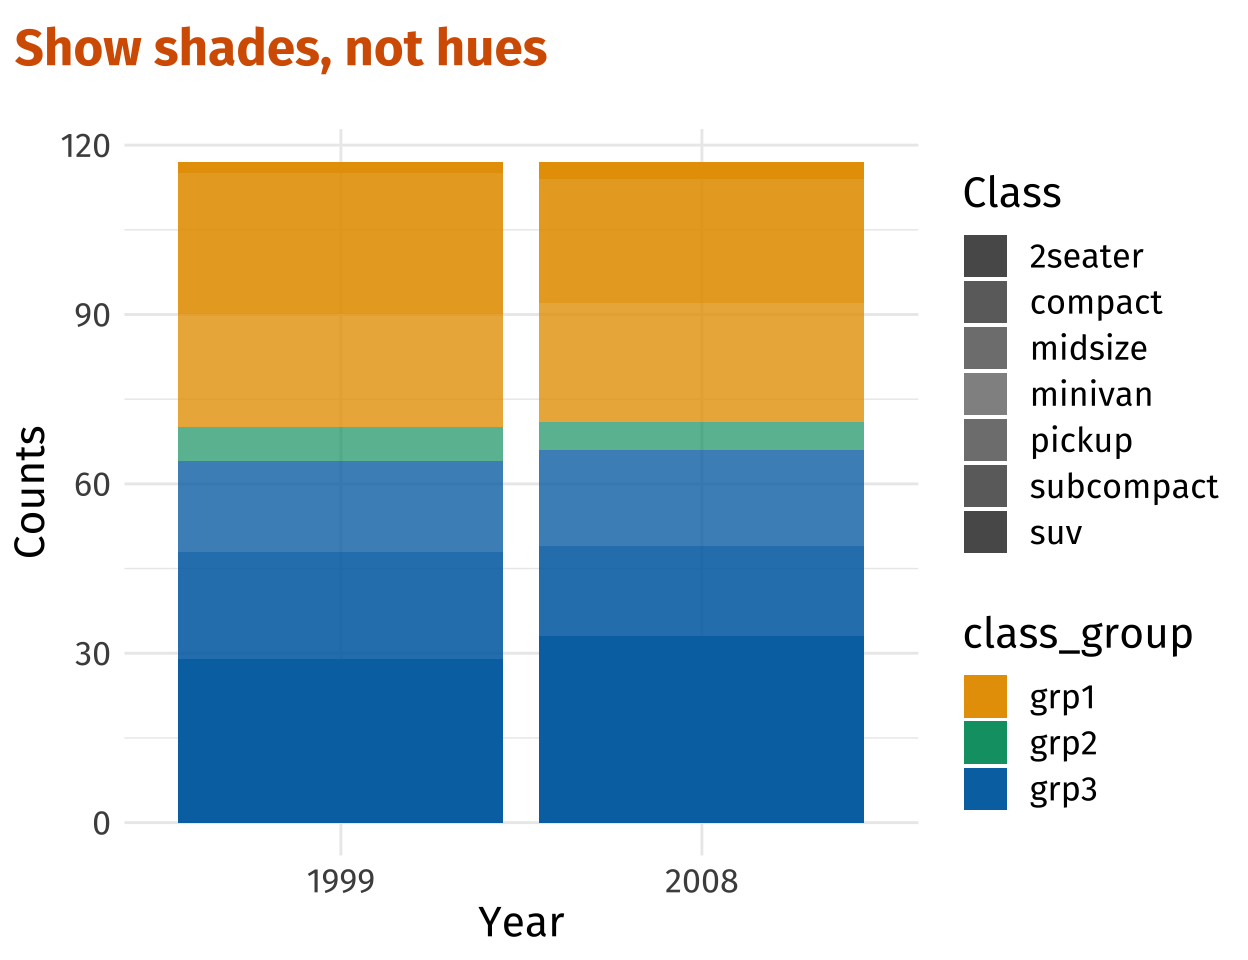 Show shades, not hues
120
90
60
30
0
Counts
1999
2008
Year
Class
2seater
compact
midsize
minivan
pickup
subcompact
suv
class_group
grp1
grp2
grp3